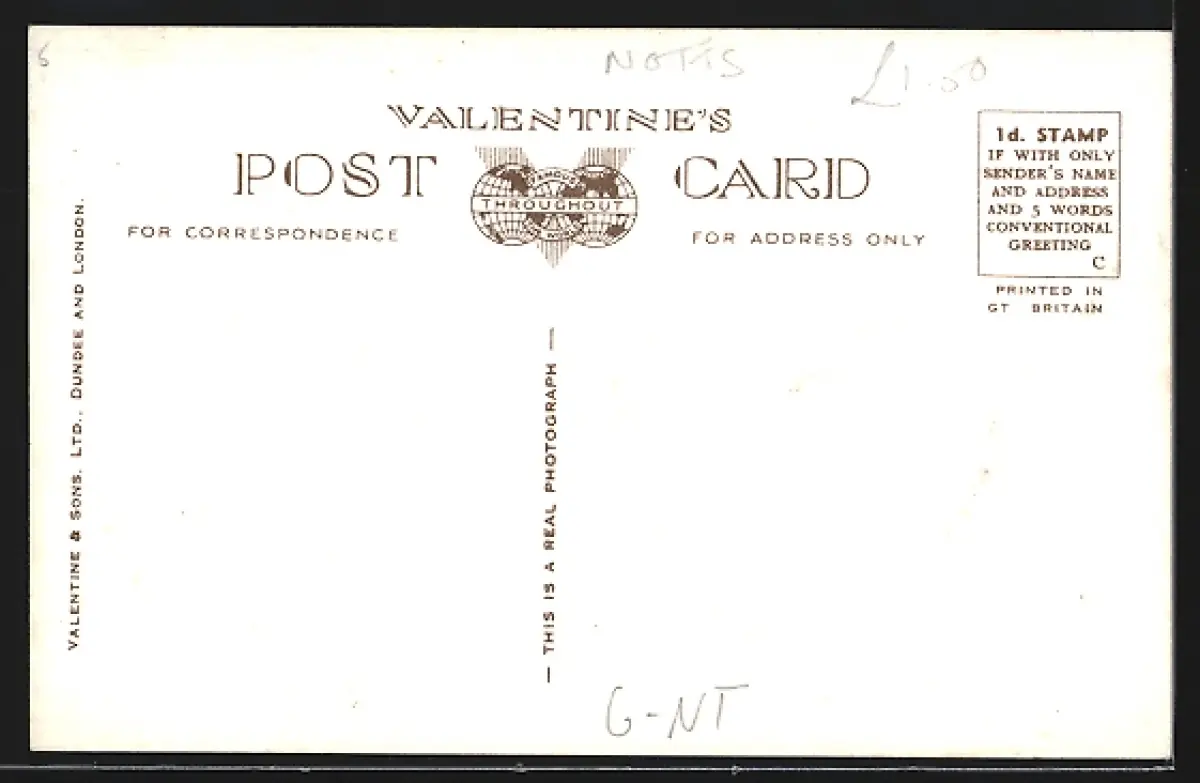 6
NOTTS
£1.00
VALENTINE'S
POST CARD
FAMOUS
THROUGHOUT
FOR CORRESPONDENCE
FOR ADDRESS ONLY
1d. STAMP
IF WITH ONLY
SENDER'S NAME
AND ADDRESS
AND 5 WORDS
CONVENTIONAL
GREETING
C
PRINTED IN
GT BRITAIN
VALENTINE & SONS, LTD., DUNDEE AND LONDON.
— THIS IS A REAL PHOTOGRAPH —
G-NT